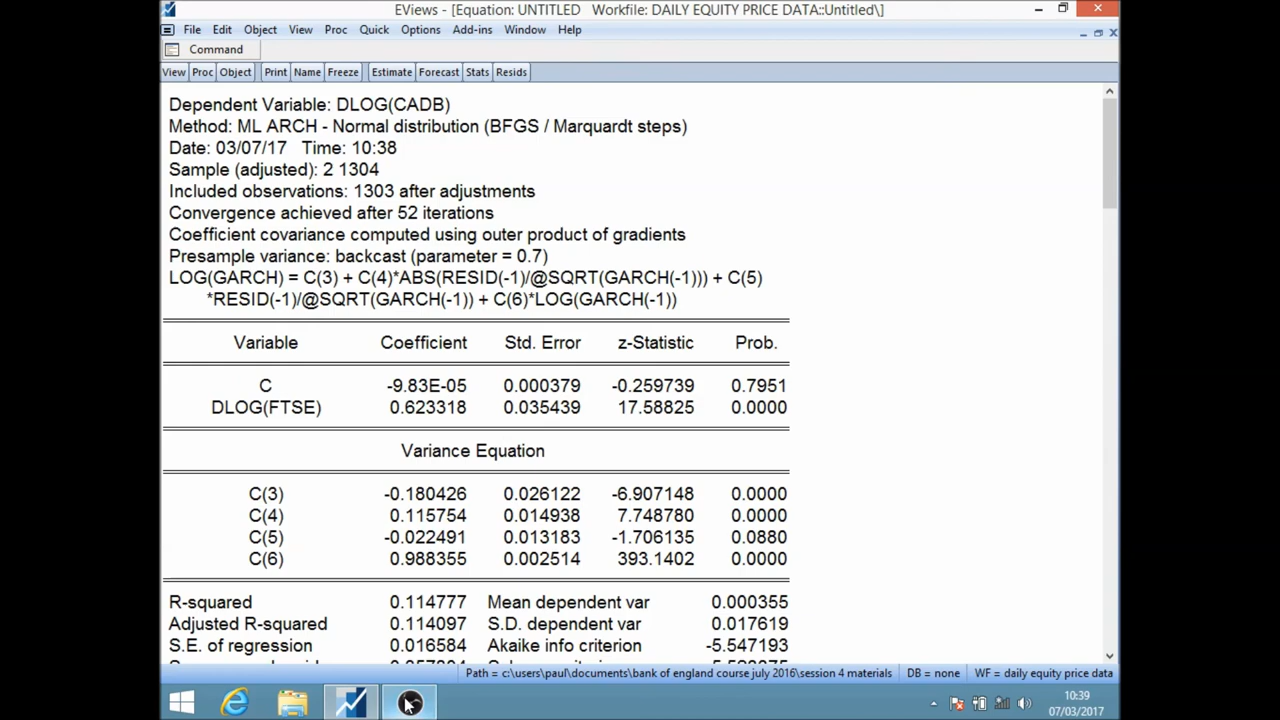 EViews - [Equation: UNTITLED   Workfile: DAILY EQUITY PRICE DATA::Untitled\]
File Edit Object View Proc Quick Options Add-ins Window Help
Command
View Proc Object Print Name Freeze Estimate Forecast Stats Resids
Dependent Variable: DLOG(CADB)
Method: ML ARCH - Normal distribution (BFGS / Marquardt steps)
Date: 03/07/17   Time: 10:38
Sample (adjusted): 2 1304
Included observations: 1303 after adjustments
Convergence achieved after 52 iterations
Coefficient covariance computed using outer product of gradients
Presample variance: backcast (parameter = 0.7)
LOG(GARCH) = C(3) + C(4)*ABS(RESID(-1)/@SQRT(GARCH(-1))) + C(5)
*RESID(-1)/@SQRT(GARCH(-1)) + C(6)*LOG(GARCH(-1))
Variable Coefficient Std. Error z-Statistic Prob.
C -9.83E-05 0.000379 -0.259739 0.7951
DLOG(FTSE) 0.623318 0.035439 17.58825 0.0000
Variance Equation
C(3) -0.180426 0.026122 -6.907148 0.0000
C(4) 0.115754 0.014938 7.748780 0.0000
C(5) -0.022491 0.013183 -1.706135 0.0880
C(6) 0.988355 0.002514 393.1402 0.0000
R-squared 0.114777 Mean dependent var 0.000355
Adjusted R-squared 0.114097 S.D. dependent var 0.017619
S.E. of regression 0.016584 Akaike info criterion -5.547193
Path = c:\users\paul\documents\bank of england course july 2016\session 4 materials DB = none WF = daily equity price data
10:39
07/03/2017